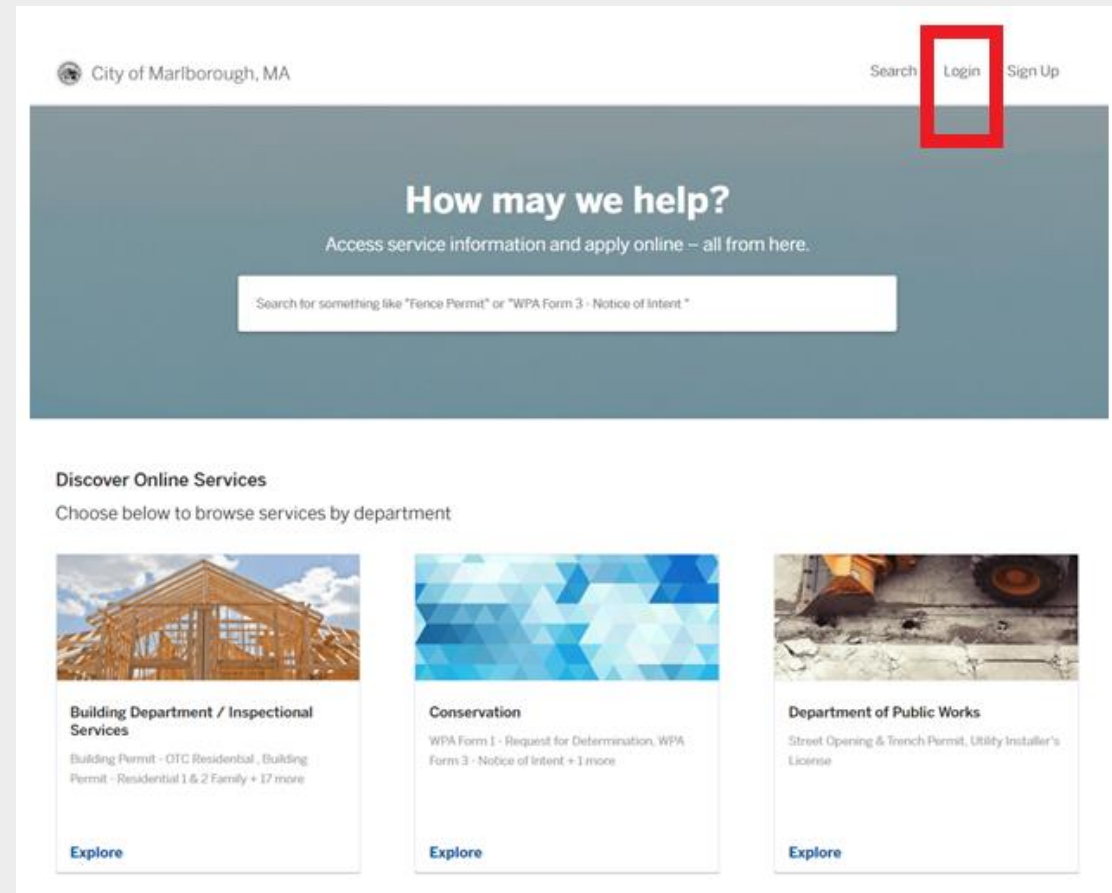 City of Marlborough, MA
Search Login Sign Up
How may we help?
Access service information and apply online – all from here.
Search for something like "Fence Permit" or "WPA Form 3 - Notice of Intent "
Discover Online Services
Choose below to browse services by department
Building Department / Inspectional
Services
Building Permit - OTC Residential , Building
Permit - Residential 1 & 2 Family + 17 more
Explore
Conservation
WPA Form 1 - Request for Determination, WPA
Form 3 - Notice of Intent + 1 more
Explore
Department of Public Works
Street Opening & Trench Permit, Utility Installer's
License
Explore